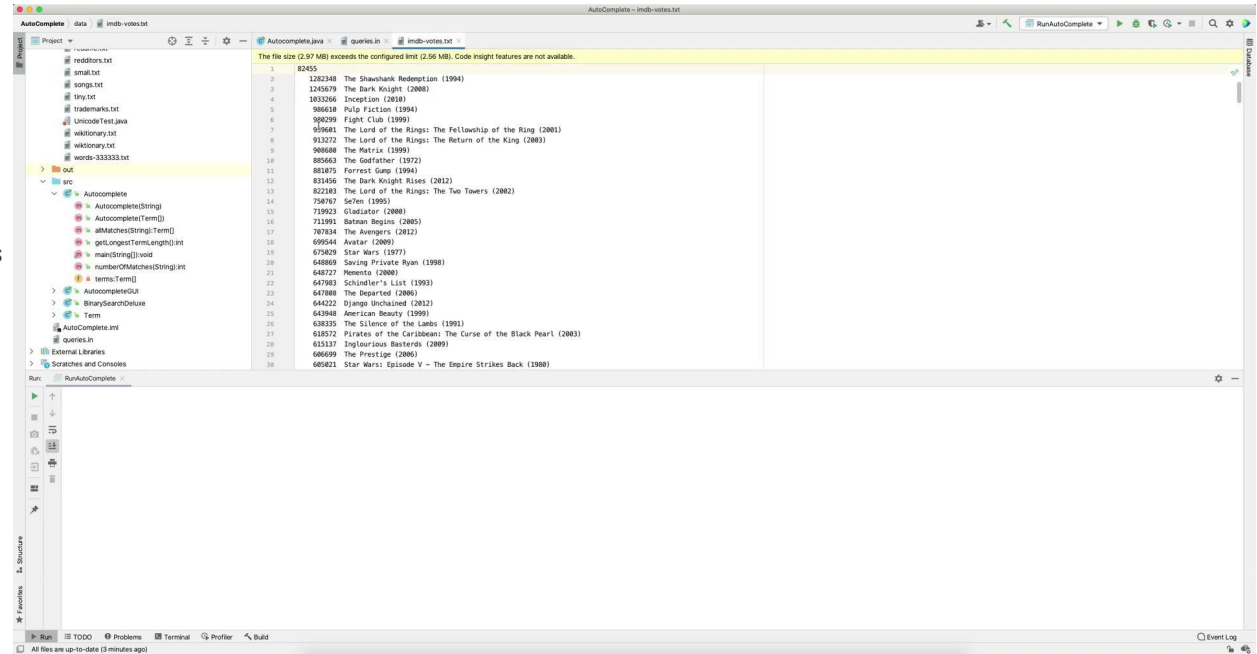 AutoComplete – imdb-votes.txt
AutoComplete data imdb-votes.txt
RunAutoComplete
Project
AutoComplete.java queries.in imdb-votes.txt
Project
redditors.txt
small.txt
songs.txt
tiny.txt
trademarks.txt
UnicodeTest.java
wikitionary.txt
wiktionary.txt
words-333333.txt
out
src
Autocomplete
Autocomplete(String)
Autocomplete(Term[])
allMatches(String):Term[]
getLongestTermLength():int
main(String[]):void
numberOfMatches(String):int
terms:Term[]
AutocompleteGUI
BinarySearchDeluxe
Term
AutoComplete.iml
queries.in
External Libraries
Scratches and Consoles
The file size (2.97 MB) exceeds the configured limit (2.56 MB). Code insight features are not available.
1 82455
2 1282348 The Shawshank Redemption (1994)
3 1245679 The Dark Knight (2008)
4 1033266 Inception (2010)
5 986610 Pulp Fiction (1994)
6 980299 Fight Club (1999)
7 959601 The Lord of the Rings: The Fellowship of the Ring (2001)
8 913272 The Lord of the Rings: The Return of the King (2003)
9 908680 The Matrix (1999)
10 885663 The Godfather (1972)
11 881075 Forrest Gump (1994)
12 831456 The Dark Knight Rises (2012)
13 822103 The Lord of the Rings: The Two Towers (2002)
14 750767 Se7en (1995)
15 719923 Gladiator (2000)
16 711991 Batman Begins (2005)
17 707834 The Avengers (2012)
18 699544 Avatar (2009)
19 675029 Star Wars (1977)
20 648869 Saving Private Ryan (1998)
21 648727 Memento (2000)
22 647983 Schindler's List (1993)
23 647808 The Departed (2006)
24 644222 Django Unchained (2012)
25 643948 American Beauty (1999)
26 638335 The Silence of the Lambs (1991)
27 618572 Pirates of the Caribbean: The Curse of the Black Pearl (2003)
28 615137 Inglourious Basterds (2009)
29 606699 The Prestige (2006)
30 605021 Star Wars: Episode V – The Empire Strikes Back (1980)
Database
Run: RunAutoComplete
Structure
Favorites
Run TODO Problems Terminal Profiler Build
Event Log
All files are up-to-date (3 minutes ago)